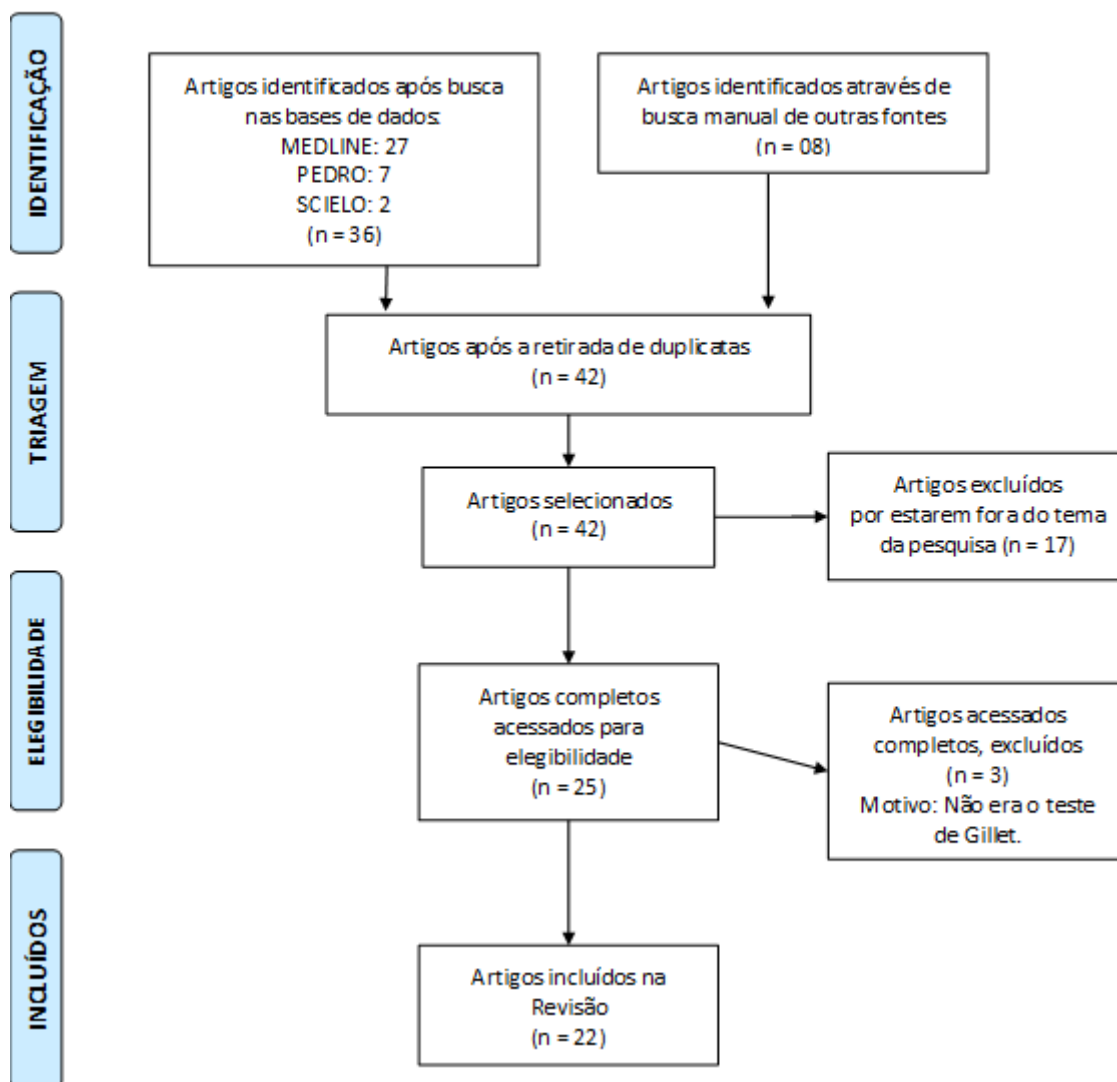 IDENTIFICAÇÃO
Artigos identificados após busca
nas bases de dados:
MEDLINE: 27
PEDRO: 7
SCIELO: 2
(n = 36)
Artigos identificados através de
busca manual de outras fontes
(n = 08)
TRIAGEM
Artigos após a retirada de duplicatas
(n = 42)
Artigos selecionados
(n = 42)
Artigos excluídos
por estarem fora do tema
da pesquisa (n = 17)
ELEGIBILIDADE
Artigos completos
acessados para
elegibilidade
(n = 25)
Artigos acessados
completos, excluídos
(n = 3)
Motivo: Não era o teste
de Gillet.
INCLUÍDOS
Artigos incluídos na
Revisão
(n = 22)